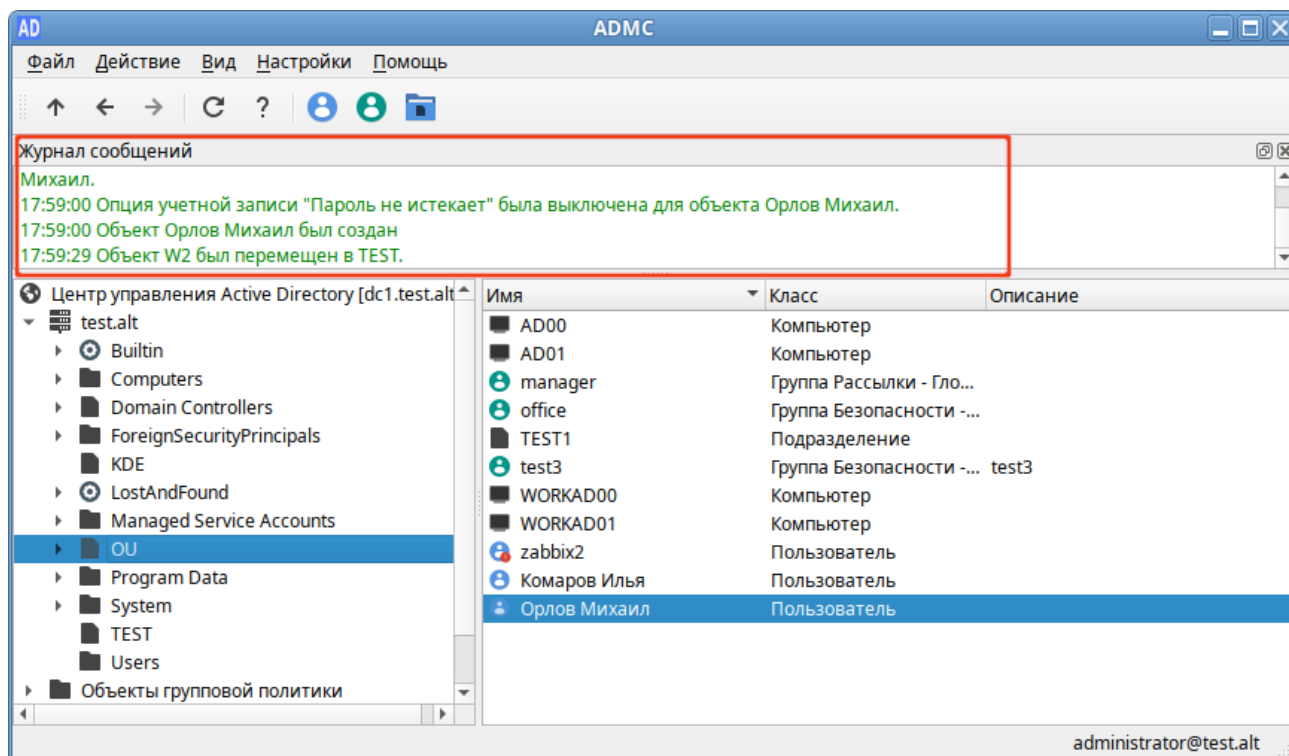 AD ADMC
Файл Действие Вид Настройки Помощь
?
Журнал сообщений
Михаил.
17:59:00 Опция учетной записи "Пароль не истекает" была выключена для объекта Орлов Михаил.
17:59:00 Объект Орлов Михаил был создан
17:59:29 Объект W2 был перемещен в TEST.
Центр управления Active Directory [dc1.test.alt
test.alt
Builtin
Computers
Domain Controllers
ForeignSecurityPrincipals
KDE
LostAndFound
Managed Service Accounts
OU
Program Data
System
TEST
Users
Объекты групповой политики
Имя Класс Описание
AD00 Компьютер
AD01 Компьютер
manager Группа Рассылки - Гло...
office Группа Безопасности -...
TEST1 Подразделение
test3 Группа Безопасности -... test3
WORKAD00 Компьютер
WORKAD01 Компьютер
zabbix2 Пользователь
Комаров Илья Пользователь
Орлов Михаил Пользователь
administrator@test.alt